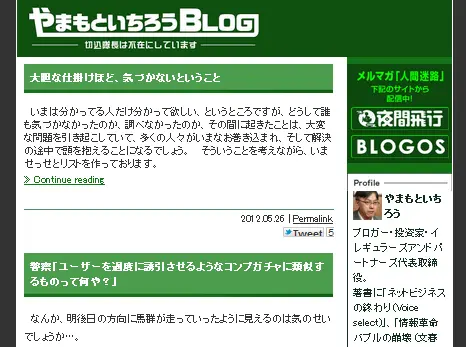 やまもといちろうBLOG
切込隊長は不在にしています
大胆な仕掛けほど、気づかないということ
いまは分かってる人だけ分かって欲しい、というところですが、どうして誰
も気づかなかったのか、調べなかったのか、その間に起きたことは、大変
な問題を引き起こしていて、多くの人々がいまなお巻き込まれ、そして解決
の途中で頭を抱えることになるでしょう。 そういうことを考えながら、いま
せっせとリストを作っております。
≫ Continue reading
2012.05.26 | Permalink
Tweet 5
警察「ユーザーを過度に誘引させるようなコンプガチャに類似す
るものって何や？」
なんか、明後日の方向に馬群が走っていったように見えるのは気のせい
でしょうか…。
メルマガ「人間迷路」
下記のサイトから
配信中!
夜間飛行
BLOGOS
Profile
やまもといち
ろう
ブロガー・投資家・イ
レギュラーズアンドパ
ートナーズ代表取締
役。
著書に「ネットビジネス
の終わり(Voice
select)」、「情報革命
バブルの崩壊 (文春